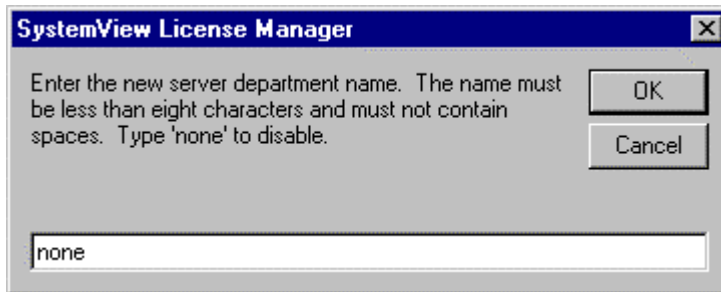 SystemView License Manager
Enter the new server department name.  The name must
be less than eight characters and must not contain
spaces.  Type 'none' to disable.
OK
Cancel
none